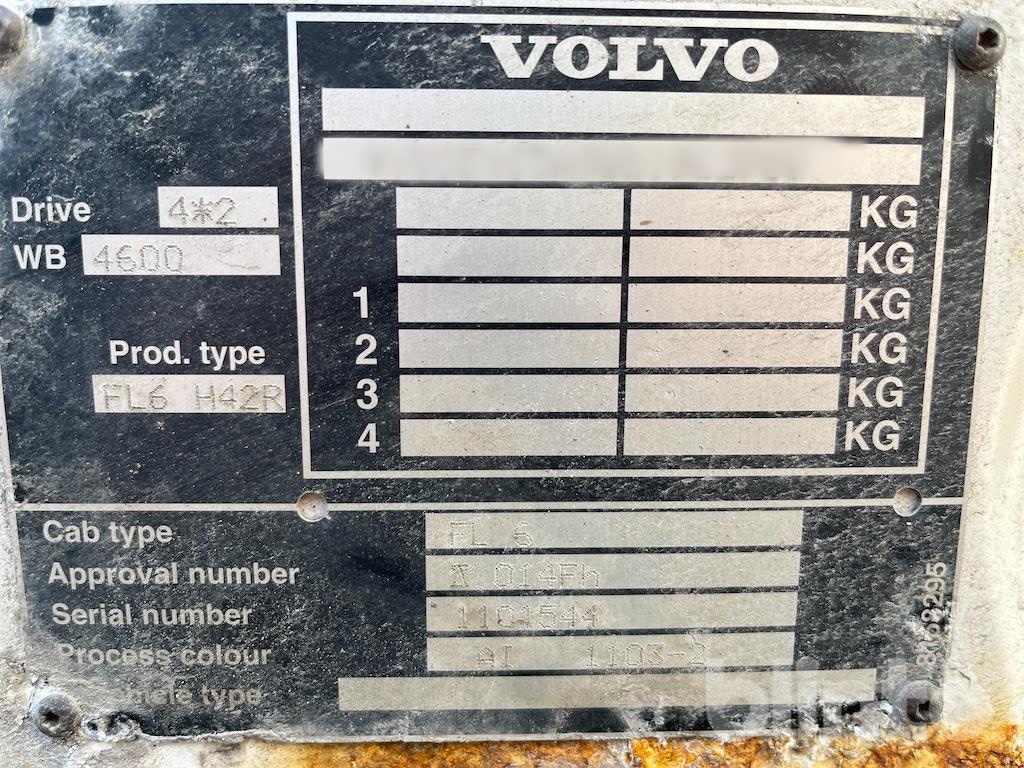 VOLVO
Drive 4*2 KG
WB 4600 KG
1 KG
Prod. type 2 KG
FL6 H42R 3 KG
4 KG
Cab type FL 6
Approval number 014Fh
Serial number 1101544
Process colour AI 1103-2
type